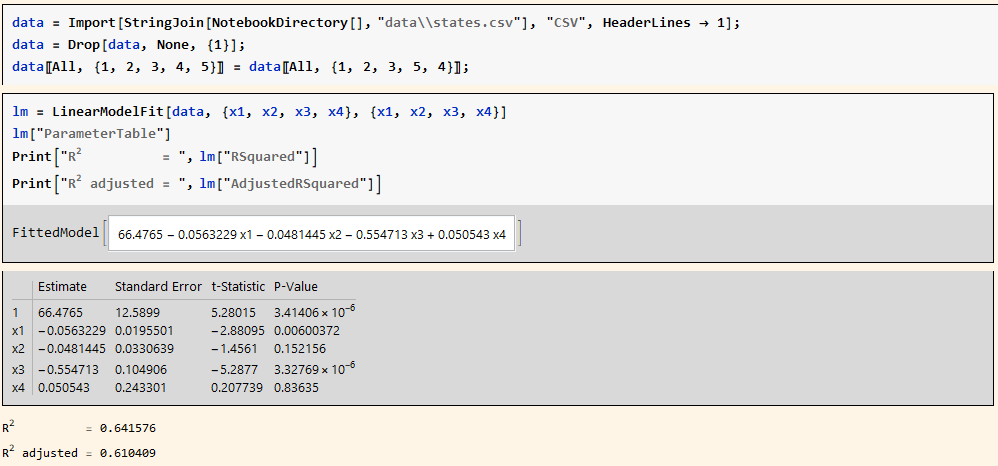 data = Import[StringJoin[NotebookDirectory[], "data\\states.csv"], "CSV", HeaderLines → 1];
data = Drop[data, None, {1}];
data〚All, {1, 2, 3, 4, 5}〛 = data〚All, {1, 2, 3, 5, 4}〛;
lm = LinearModelFit[data, {x1, x2, x3, x4}, {x1, x2, x3, x4}]
lm["ParameterTable"]
Print["R² = ", lm["RSquared"]]
Print["R² adjusted = ", lm["AdjustedRSquared"]]
FittedModel[66.4765 − 0.0563229 x1 − 0.0481445 x2 − 0.554713 x3 + 0.050543 x4]
Estimate Standard Error t-Statistic P-Value
1 66.4765 12.5899 5.28015 3.41406 × 10⁻⁶
x1 −0.0563229 0.0195501 −2.88095 0.00600372
x2 −0.0481445 0.0330639 −1.4561 0.152156
x3 −0.554713 0.104906 −5.2877 3.32769 × 10⁻⁶
x4 0.050543 0.243301 0.207739 0.83635
R² = 0.641576
R² adjusted = 0.610409